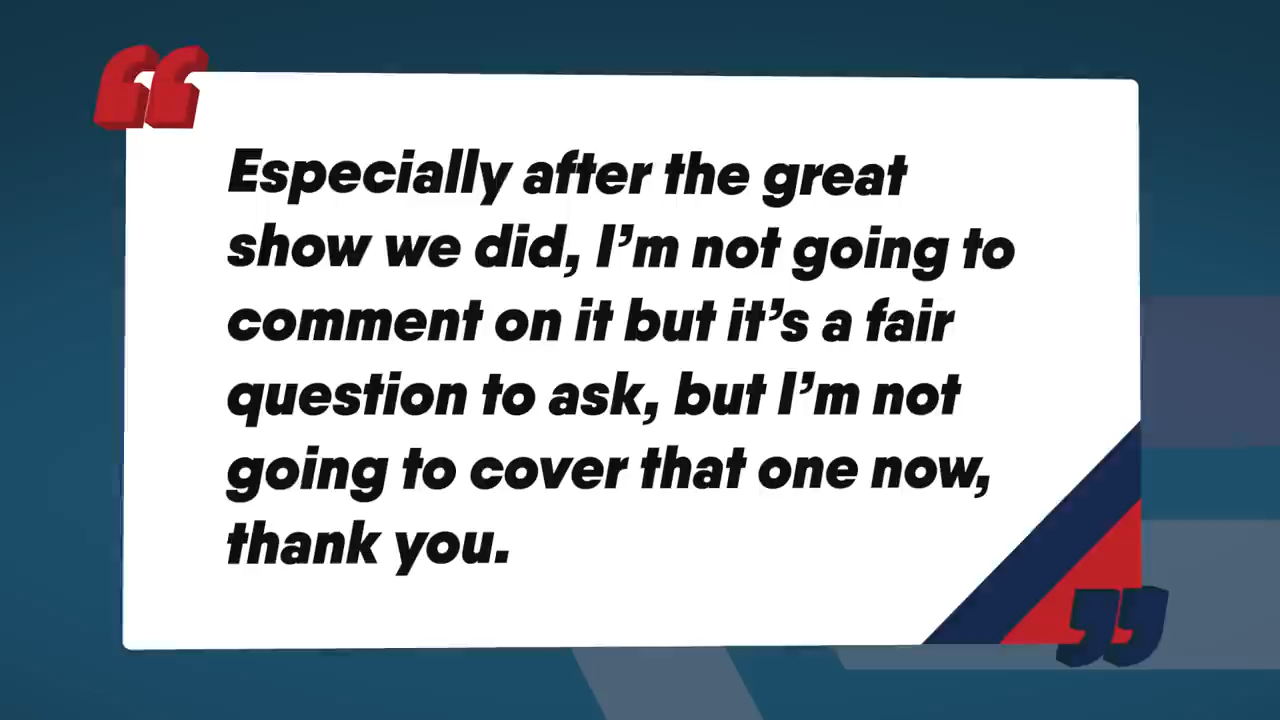 Especially after the great
show we did, I’m not going to
comment on it but it’s a fair
question to ask, but I’m not
going to cover that one now,
thank you.